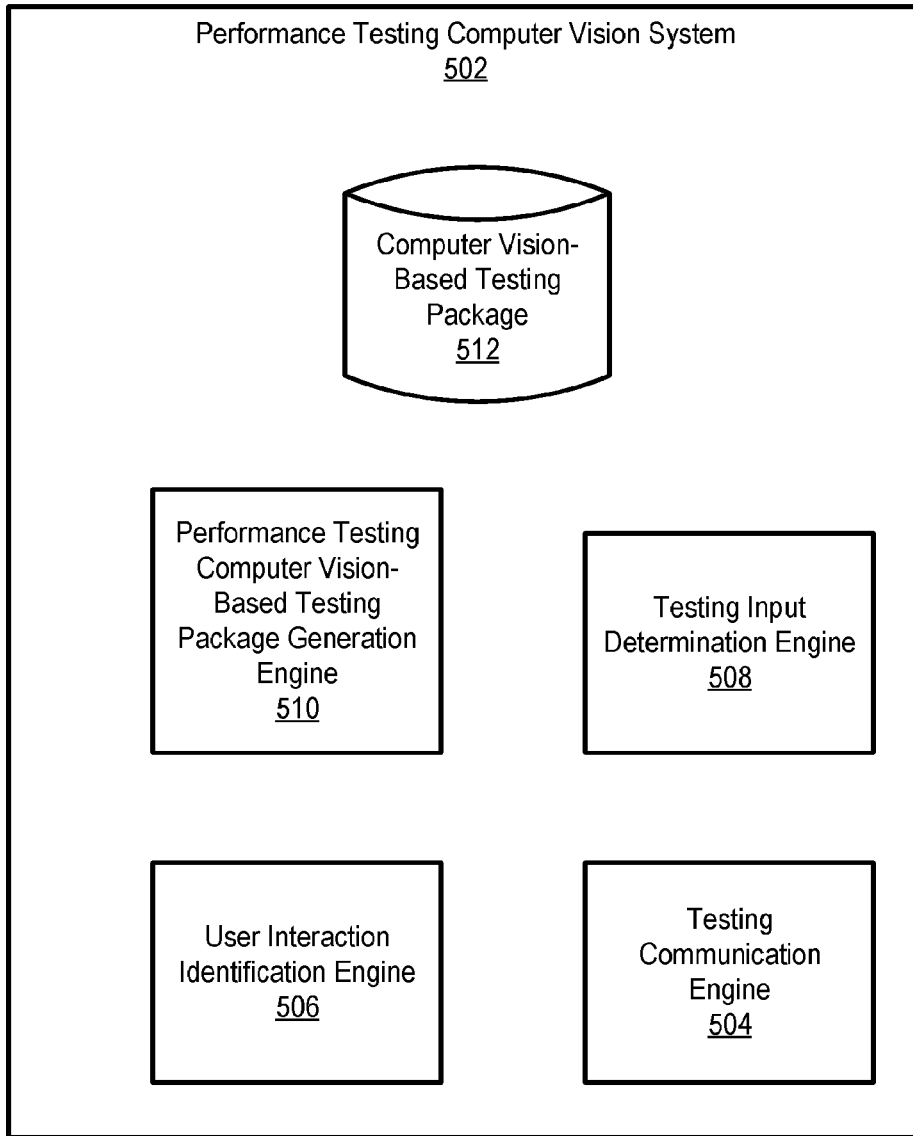 Performance Testing Computer Vision System
502
Computer Vision-
Based Testing
Package
512
Performance Testing
Computer Vision-
Based Testing
Package Generation
Engine
510
Testing Input
Determination Engine
508
User Interaction
Identification Engine
506
Testing
Communication
Engine
504